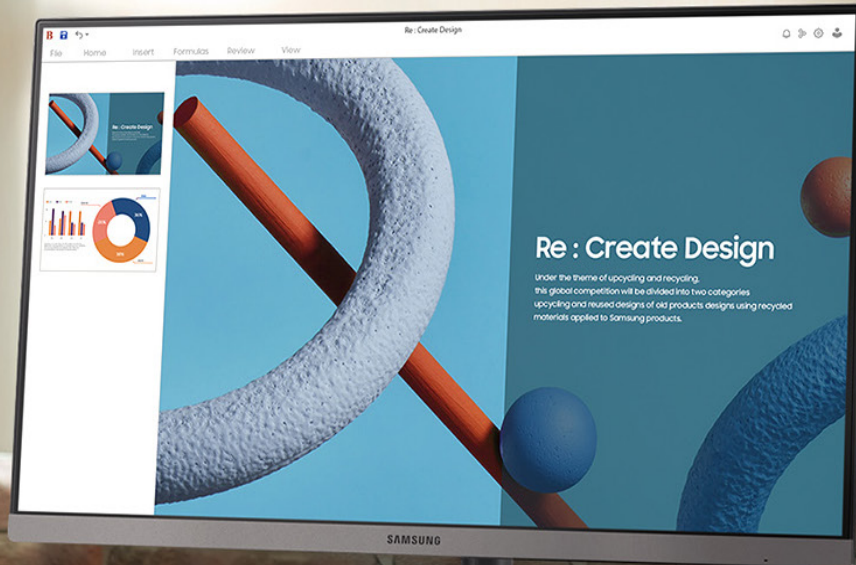 B
Re : Create Design
File Home Insert Formulas Review View
Re : Create Design
36%
25%
Re : Create Design
Under the theme of upcycling and recycling,
this global competition will be divided into two categories
upcycling and reused designs of old products designs using recycled
materials applied to Samsung products.
SAMSUNG